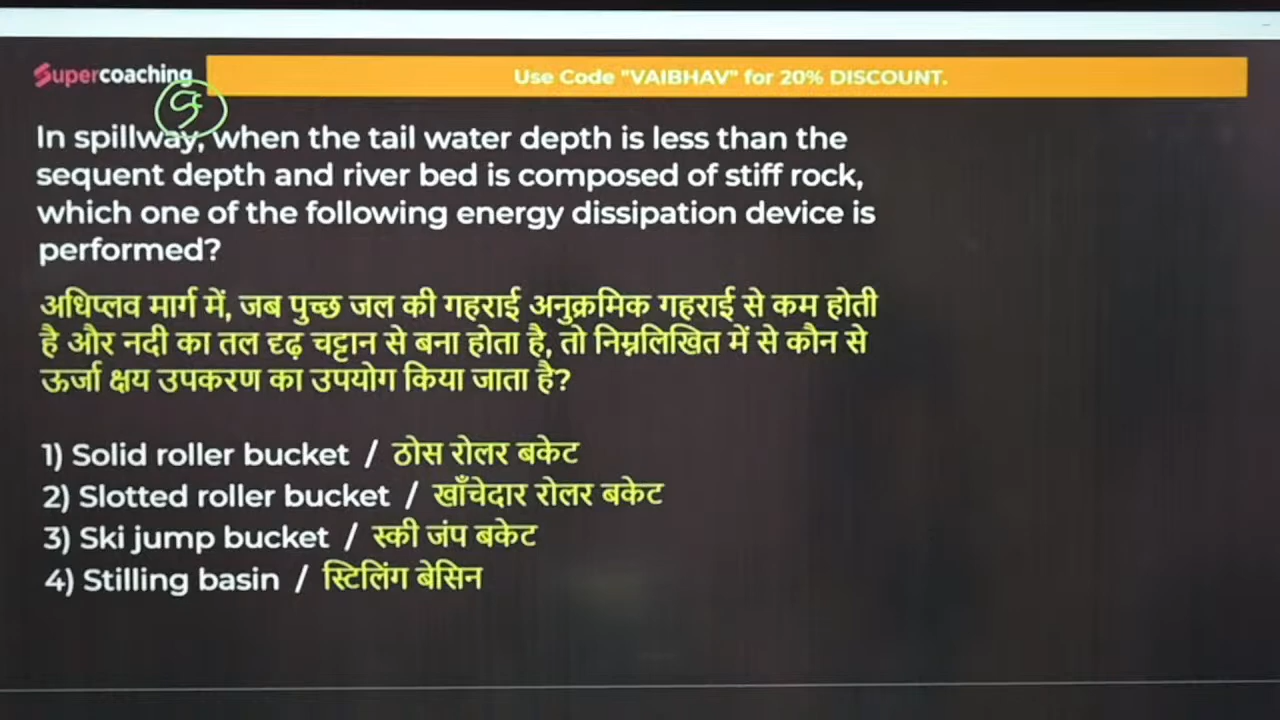 Supercoaching
Use Code "VAIBHAV" for 20% DISCOUNT.
In spillway, when the tail water depth is less than the
sequent depth and river bed is composed of stiff rock,
which one of the following energy dissipation device is
performed?
अधिप्लव मार्ग में, जब पुच्छ जल की गहराई अनुक्रमिक गहराई से कम होती
है और नदी का तल दृढ़ चट्टान से बना होता है, तो निम्नलिखित में से कौन से
ऊर्जा क्षय उपकरण का उपयोग किया जाता है?
1) Solid roller bucket / ठोस रोलर बकेट
2) Slotted roller bucket / खाँचेदार रोलर बकेट
3) Ski jump bucket / स्की जंप बकेट
4) Stilling basin / स्टिलिंग बेसिन